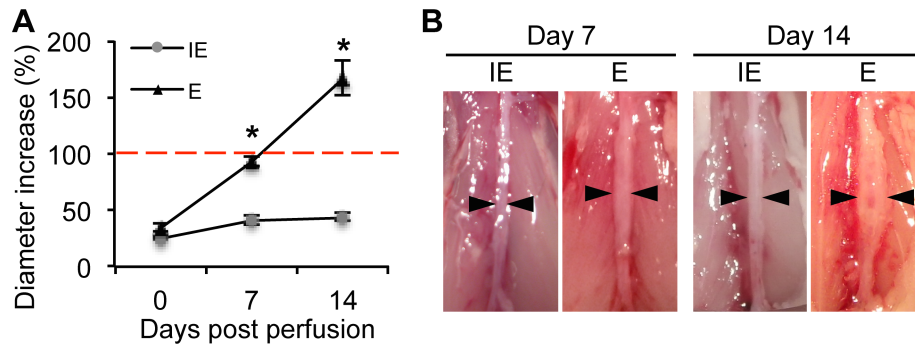 A
Diameter increase (%)
200
150
100
50
0
IE
E
*
*
0 7 14
Days post perfusion
B
Day 7 Day 14
IE E IE E